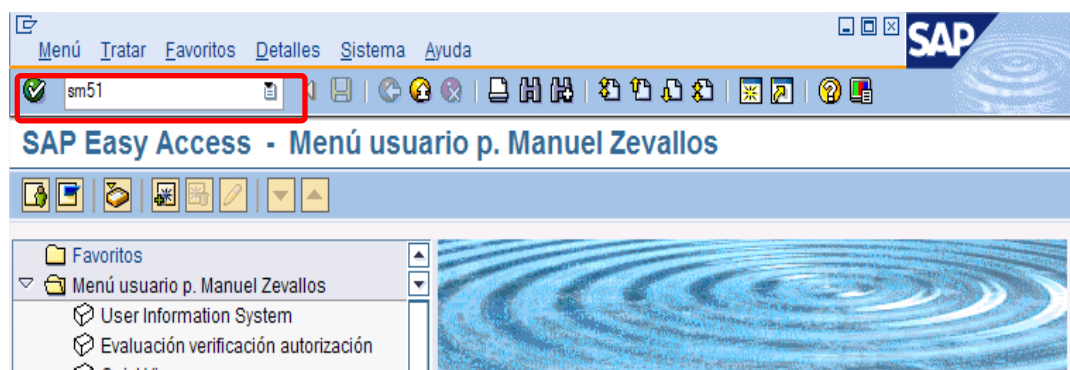 Menú Tratar Favoritos Detalles Sistema Ayuda
SAP
sm51
SAP Easy Access - Menú usuario p. Manuel Zevallos
Favoritos
Menú usuario p. Manuel Zevallos
User Information System
Evaluación verificación autorización